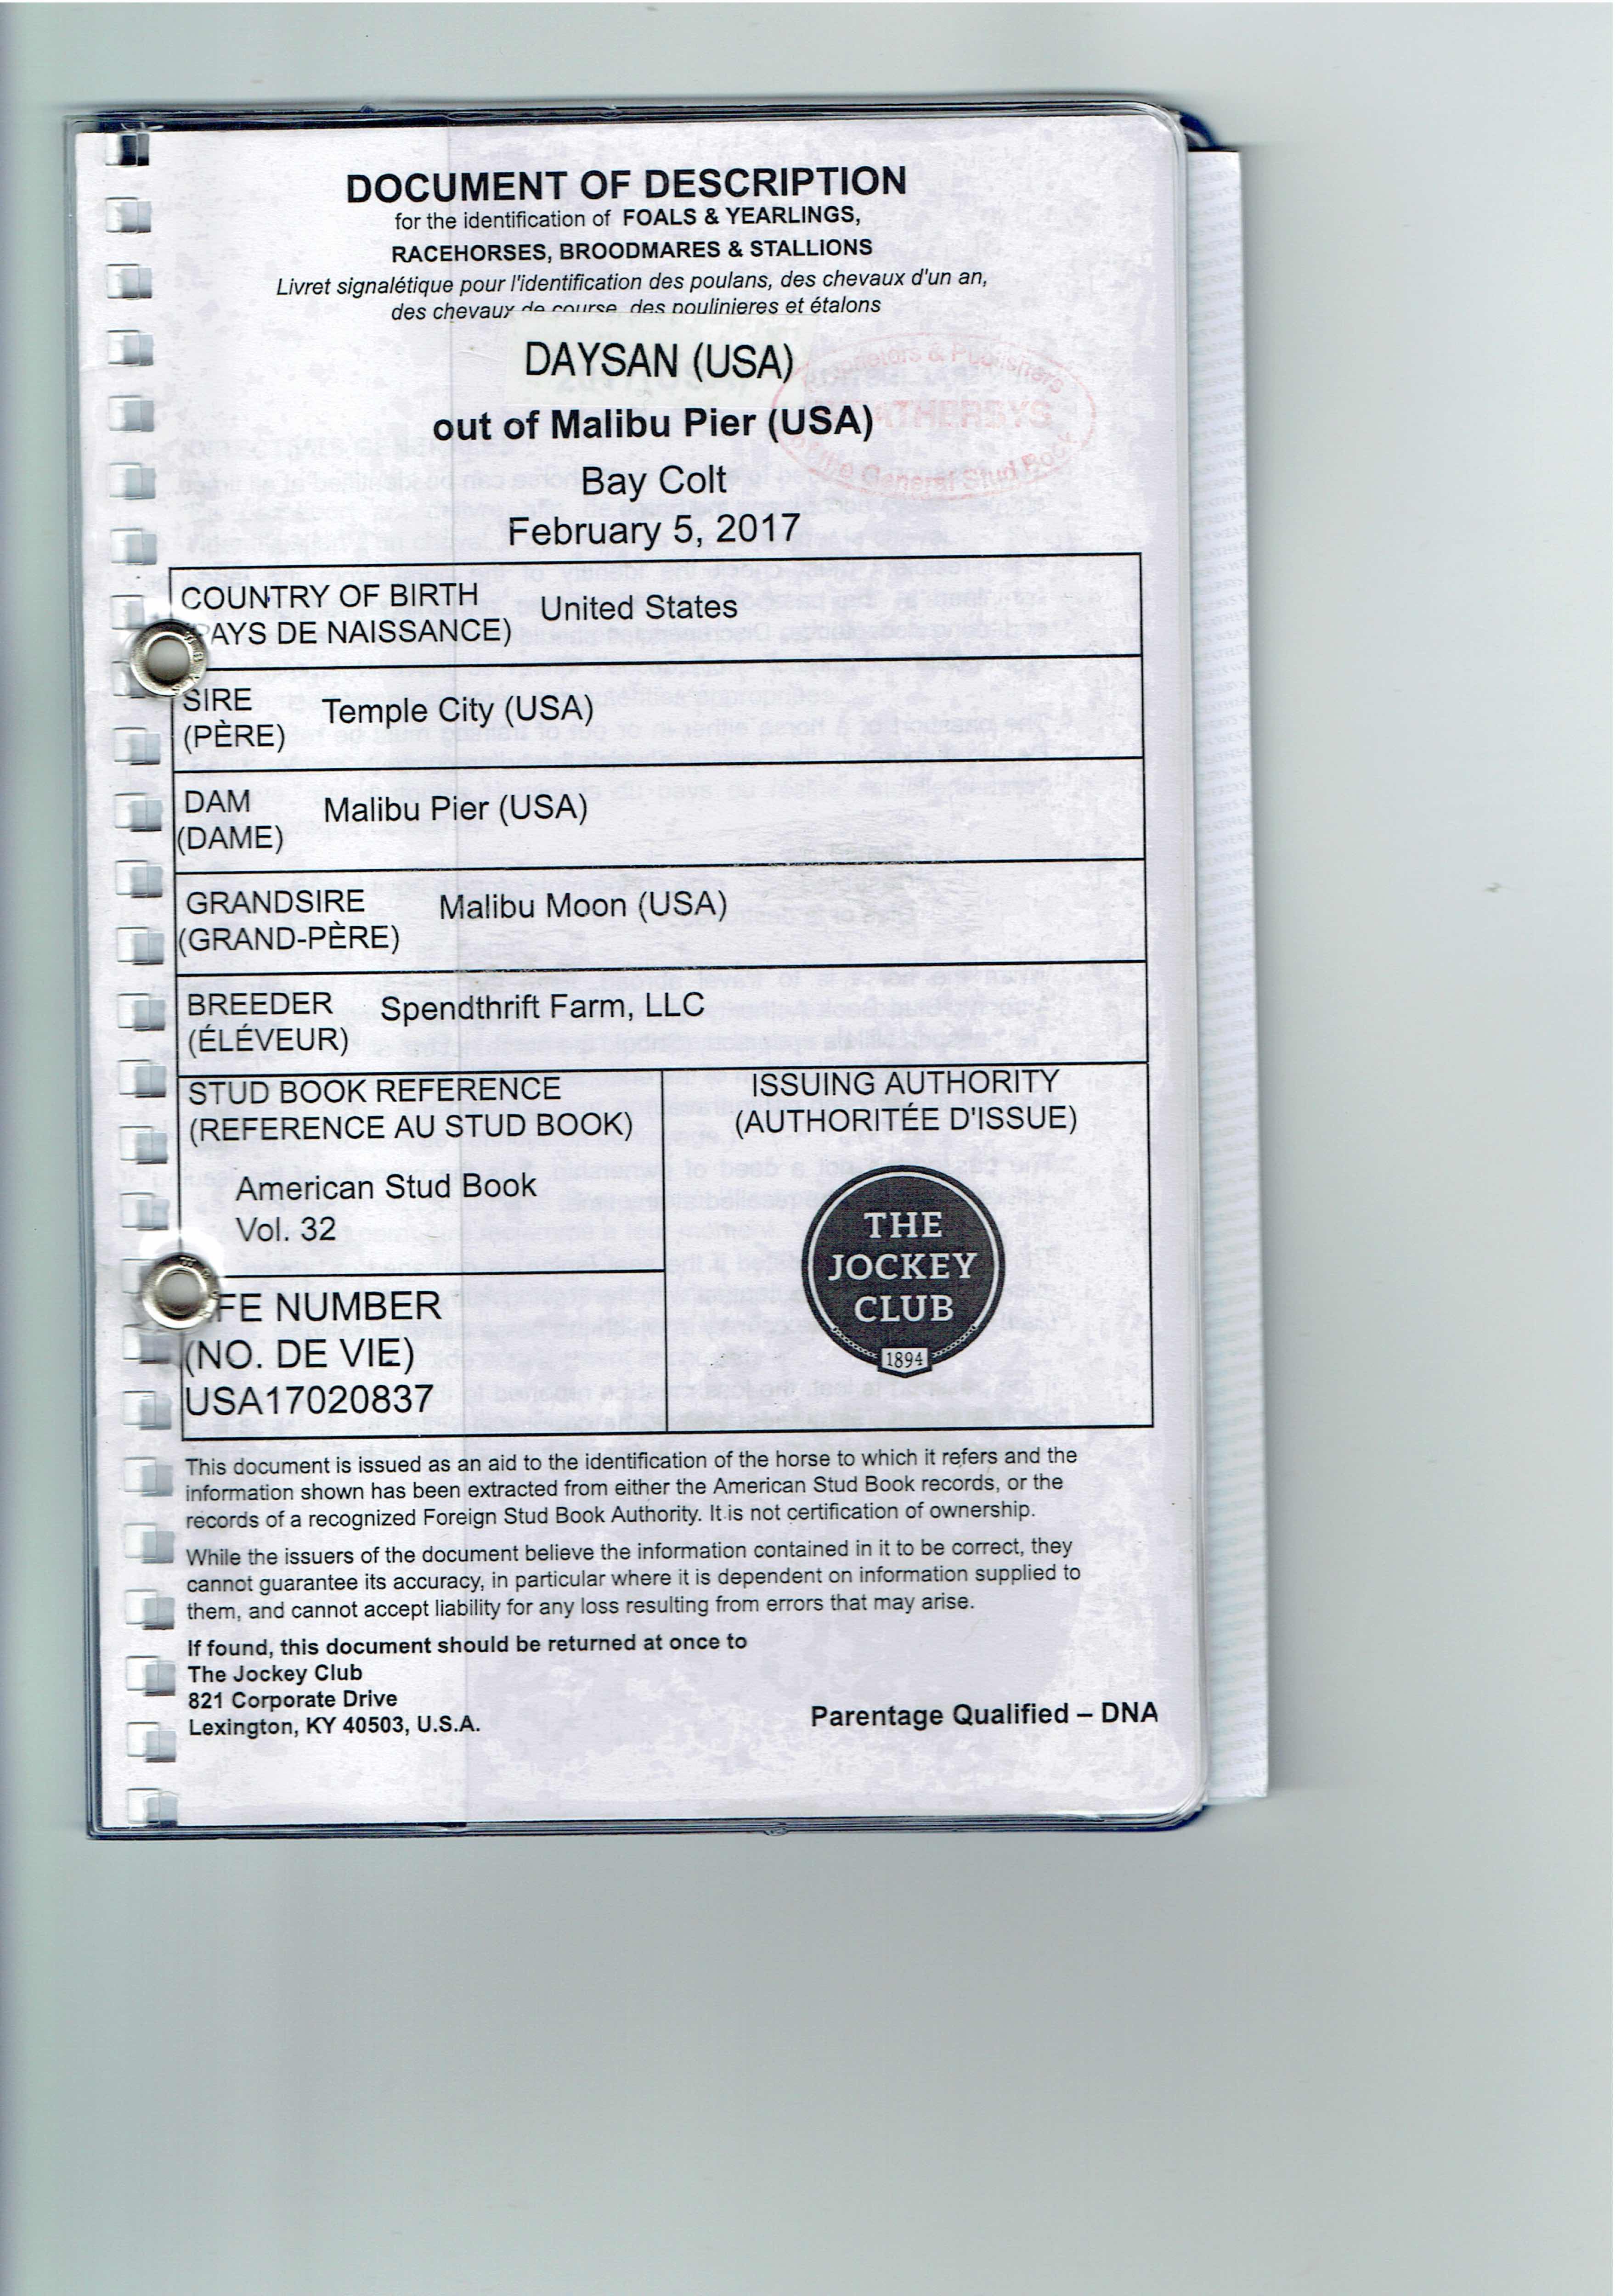 DOCUMENT OF DESCRIPTION
for the identification of FOALS & YEARLINGS,
RACEHORSES, BROODMARES & STALLIONS
Livret signalétique pour l'identification des poulans, des chevaux d'un an,
des chevaux de course, des poulinieres et étalons
DAYSAN (USA)
out of Malibu Pier (USA)
Bay Colt
February 5, 2017
& Publishers
of the General Stud Book
COUNTRY OF BIRTH
(PAYS DE NAISSANCE)
United States
SIRE
(PÈRE)
Temple City (USA)
DAM
(DAME)
Malibu Pier (USA)
GRANDSIRE
(GRAND-PÈRE)
Malibu Moon (USA)
BREEDER
(ÉLÉVEUR)
Spendthrift Farm, LLC
STUD BOOK REFERENCE
(REFERENCE AU STUD BOOK)
American Stud Book
Vol. 32
FE NUMBER
(NO. DE VIE)
USA17020837
ISSUING AUTHORITY
(AUTHORITÉE D'ISSUE)
THE
JOCKEY
CLUB
1894
This document is issued as an aid to the identification of the horse to which it refers and the
information shown has been extracted from either the American Stud Book records, or the
records of a recognized Foreign Stud Book Authority. It is not certification of ownership.
While the issuers of the document believe the information contained in it to be correct, they
cannot guarantee its accuracy, in particular where it is dependent on information supplied to
them, and cannot accept liability for any loss resulting from errors that may arise.
If found, this document should be returned at once to
The Jockey Club
821 Corporate Drive
Lexington, KY 40503, U.S.A.
Parentage Qualified – DNA